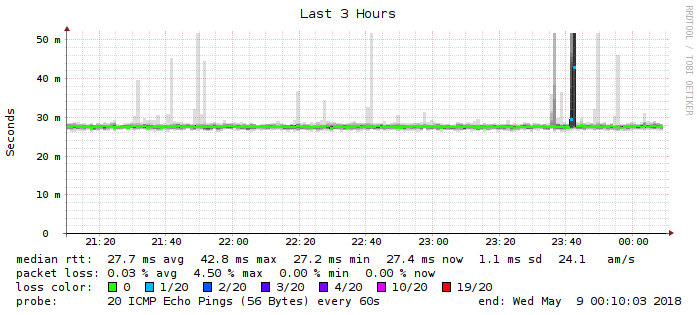 Last 3 Hours
RRDTOOL / TOBI OETIKER
Seconds
50 m
40 m
30 m
20 m
10 m
0
21:20 21:40 22:00 22:20 22:40 23:00 23:20 23:40 00:00
median rtt: 27.7 ms avg 42.8 ms max 27.2 ms min 27.4 ms now 1.1 ms sd 24.1 am/s
packet loss: 0.03 % avg 4.50 % max 0.00 % min 0.00 % now
loss color: 0 1/20 2/20 3/20 4/20 10/20 19/20
probe: 20 ICMP Echo Pings (56 Bytes) every 60s end: Wed May 9 00:10:03 2018